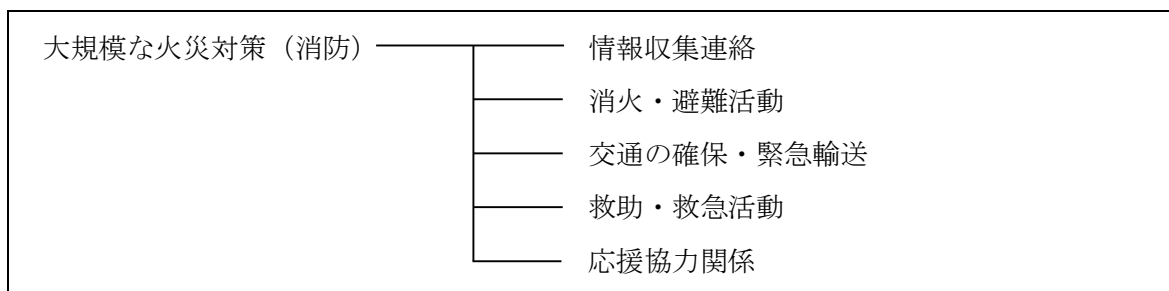 大規模な火災対策（消防）
情報収集連絡
消火・避難活動
交通の確保・緊急輸送
救助・救急活動
応援協力関係